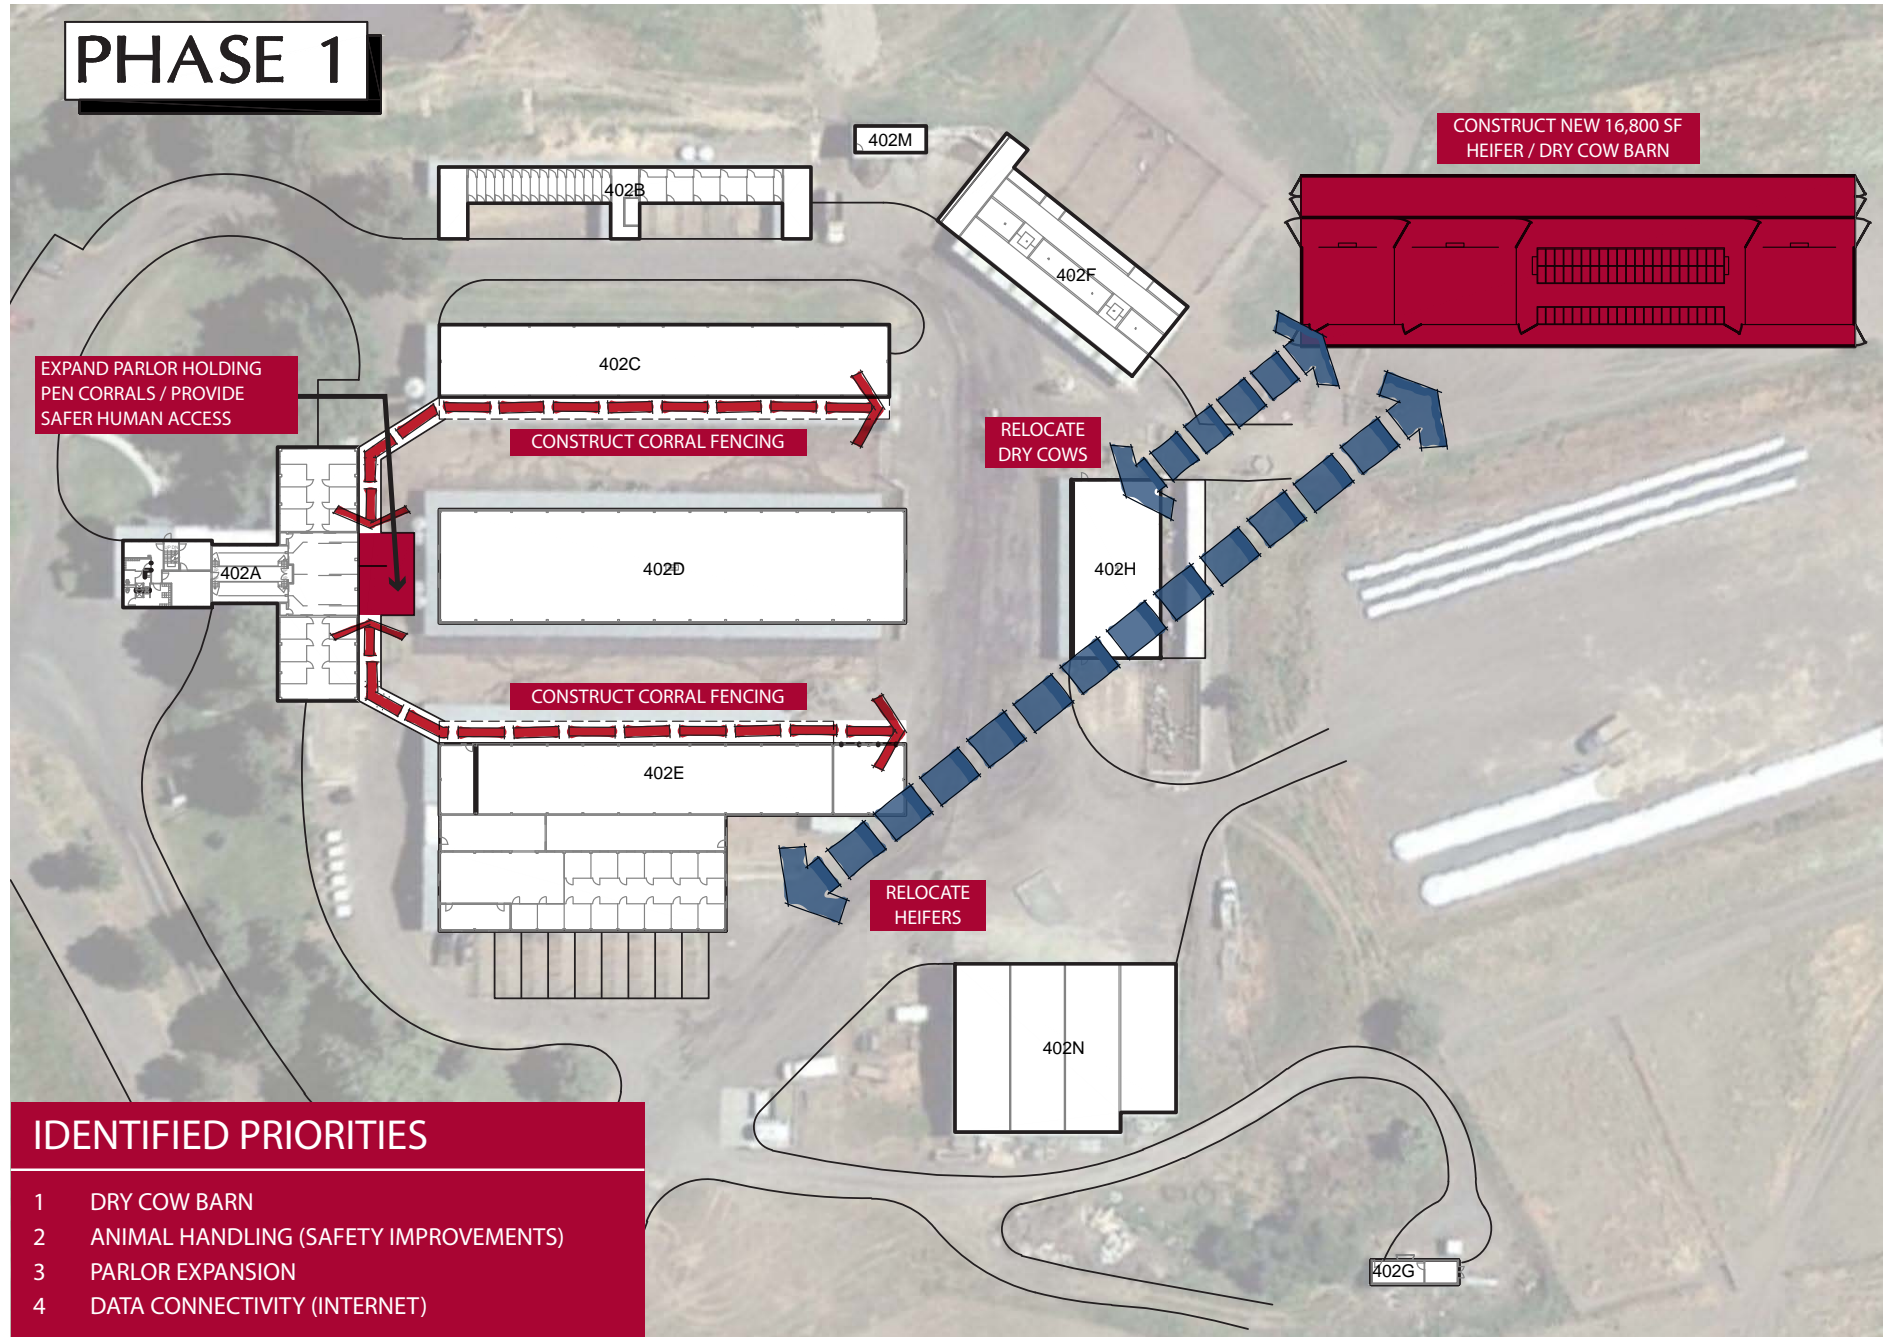 PHASE 1
402M
CONSTRUCT NEW 16,800 SF
HEIFER / DRY COW BARN
402B
402F
402C
EXPAND PARLOR HOLDING
PEN CORRALS / PROVIDE
SAFER HUMAN ACCESS
CONSTRUCT CORRAL FENCING
RELOCATE
DRY COWS
402A
402D
402H
CONSTRUCT CORRAL FENCING
402E
RELOCATE
HEIFERS
402N
402G
IDENTIFIED PRIORITIES
1 DRY COW BARN
2 ANIMAL HANDLING (SAFETY IMPROVEMENTS)
3 PARLOR EXPANSION
4 DATA CONNECTIVITY (INTERNET)